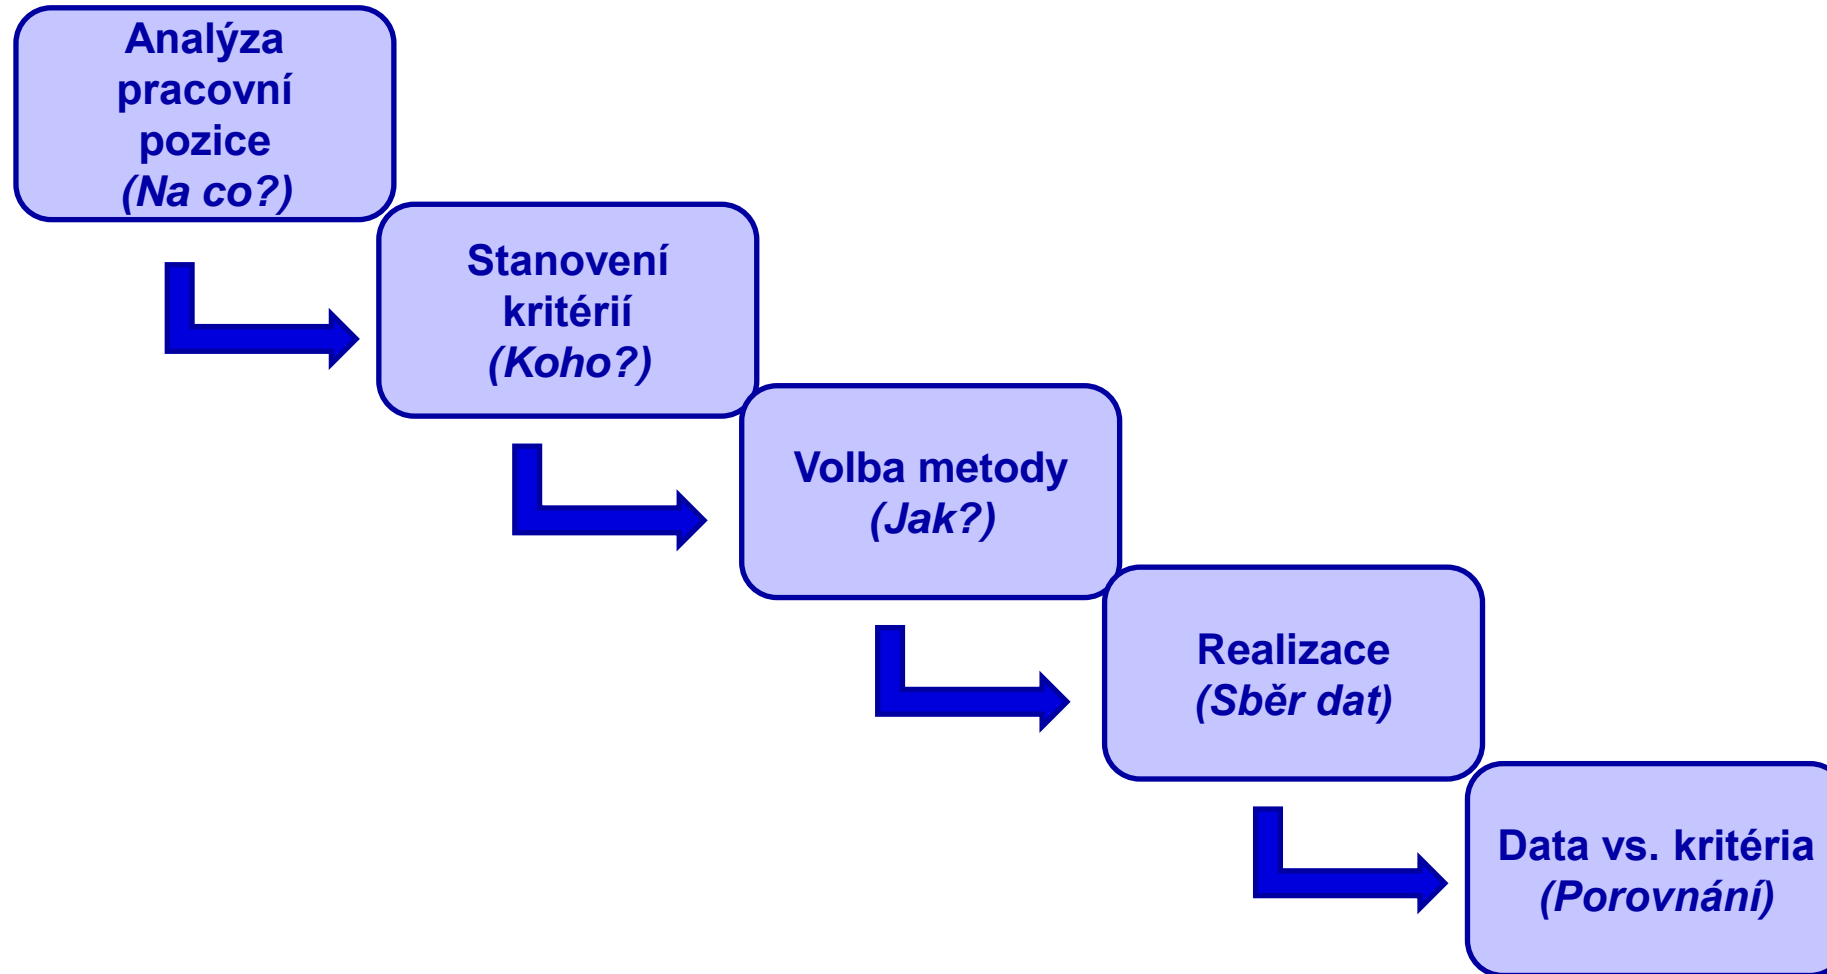 Analýza
pracovní
pozice
(Na co?)
Stanovení
kritérií
(Koho?)
Volba metody
(Jak?)
Realizace
(Sběr dat)
Data vs. kritéria
(Porovnání)